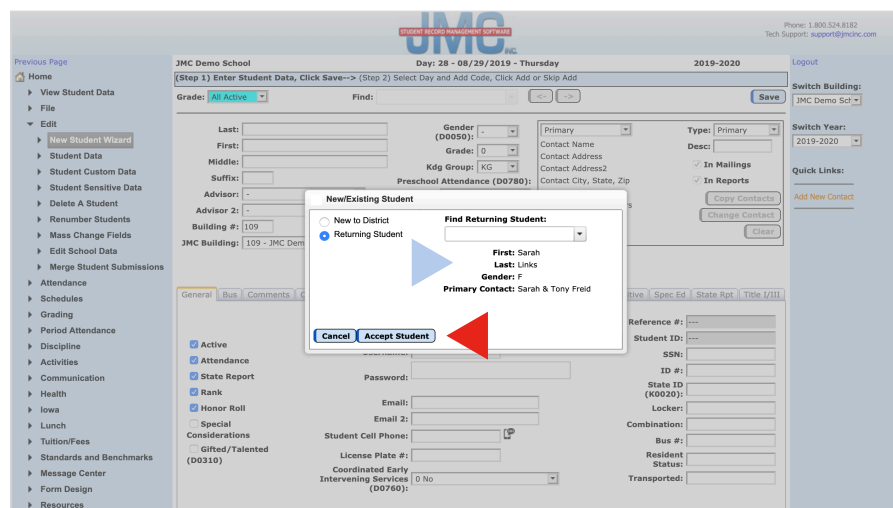 STUDENT RECORD MANAGEMENT SOFTWARE
JMC INC.
Phone: 1.800.524.8182
Tech Support: support@jmcinc.com
Previous Page
JMC Demo School
Day: 28 - 08/29/2019 - Thursday
2019-2020
Logout
Home
View Student Data
File
Edit
New Student Wizard
Student Data
Student Custom Data
Student Sensitive Data
Delete A Student
Renumber Students
Mass Change Fields
Edit School Data
Merge Student Submissions
Attendance
Schedules
Grading
Period Attendance
Discipline
Activities
Communication
Health
Iowa
Lunch
Tuition/Fees
Standards and Benchmarks
Message Center
Form Design
Resources
(Step 1) Enter Student Data, Click Save--> (Step 2) Select Day and Add Code, Click Add or Skip Add
Grade: All Active
Find:
<-
->
Save
Last:
First:
Middle:
Suffix:
Advisor: -
Advisor 2: -
Building #: 109
JMC Building: 109 - JMC Dem
Gender (D0050): -
Grade: 0
Kdg Group: KG
Preschool Attendance (D0780):
Primary
Contact Name
Contact Address
Contact Address2
Contact City, State, Zip
Type: Primary
Desc:
In Mailings
In Reports
Copy Contacts
Change Contact
Clear
New/Existing Student
New to District
Returning Student
Find Returning Student:
First: Sarah
Last: Links
Gender: F
Primary Contact: Sarah & Tony Freid
Cancel
Accept Student
General
Bus
Comments
Spec Ed
State Rpt
Title I/III
Active
Attendance
State Report
Rank
Honor Roll
Special Considerations
Gifted/Talented (D0310)
Password:
Email:
Email 2:
Student Cell Phone:
License Plate #:
Coordinated Early
Intervening Services (D0760): 0 No
Reference #: ---
Student ID: ---
SSN:
ID #:
State ID (K0020):
Locker:
Combination:
Bus #:
Resident Status:
Transported:
Switch Building:
JMC Demo Sch
Switch Year:
2019-2020
Quick Links:
Add New Contact